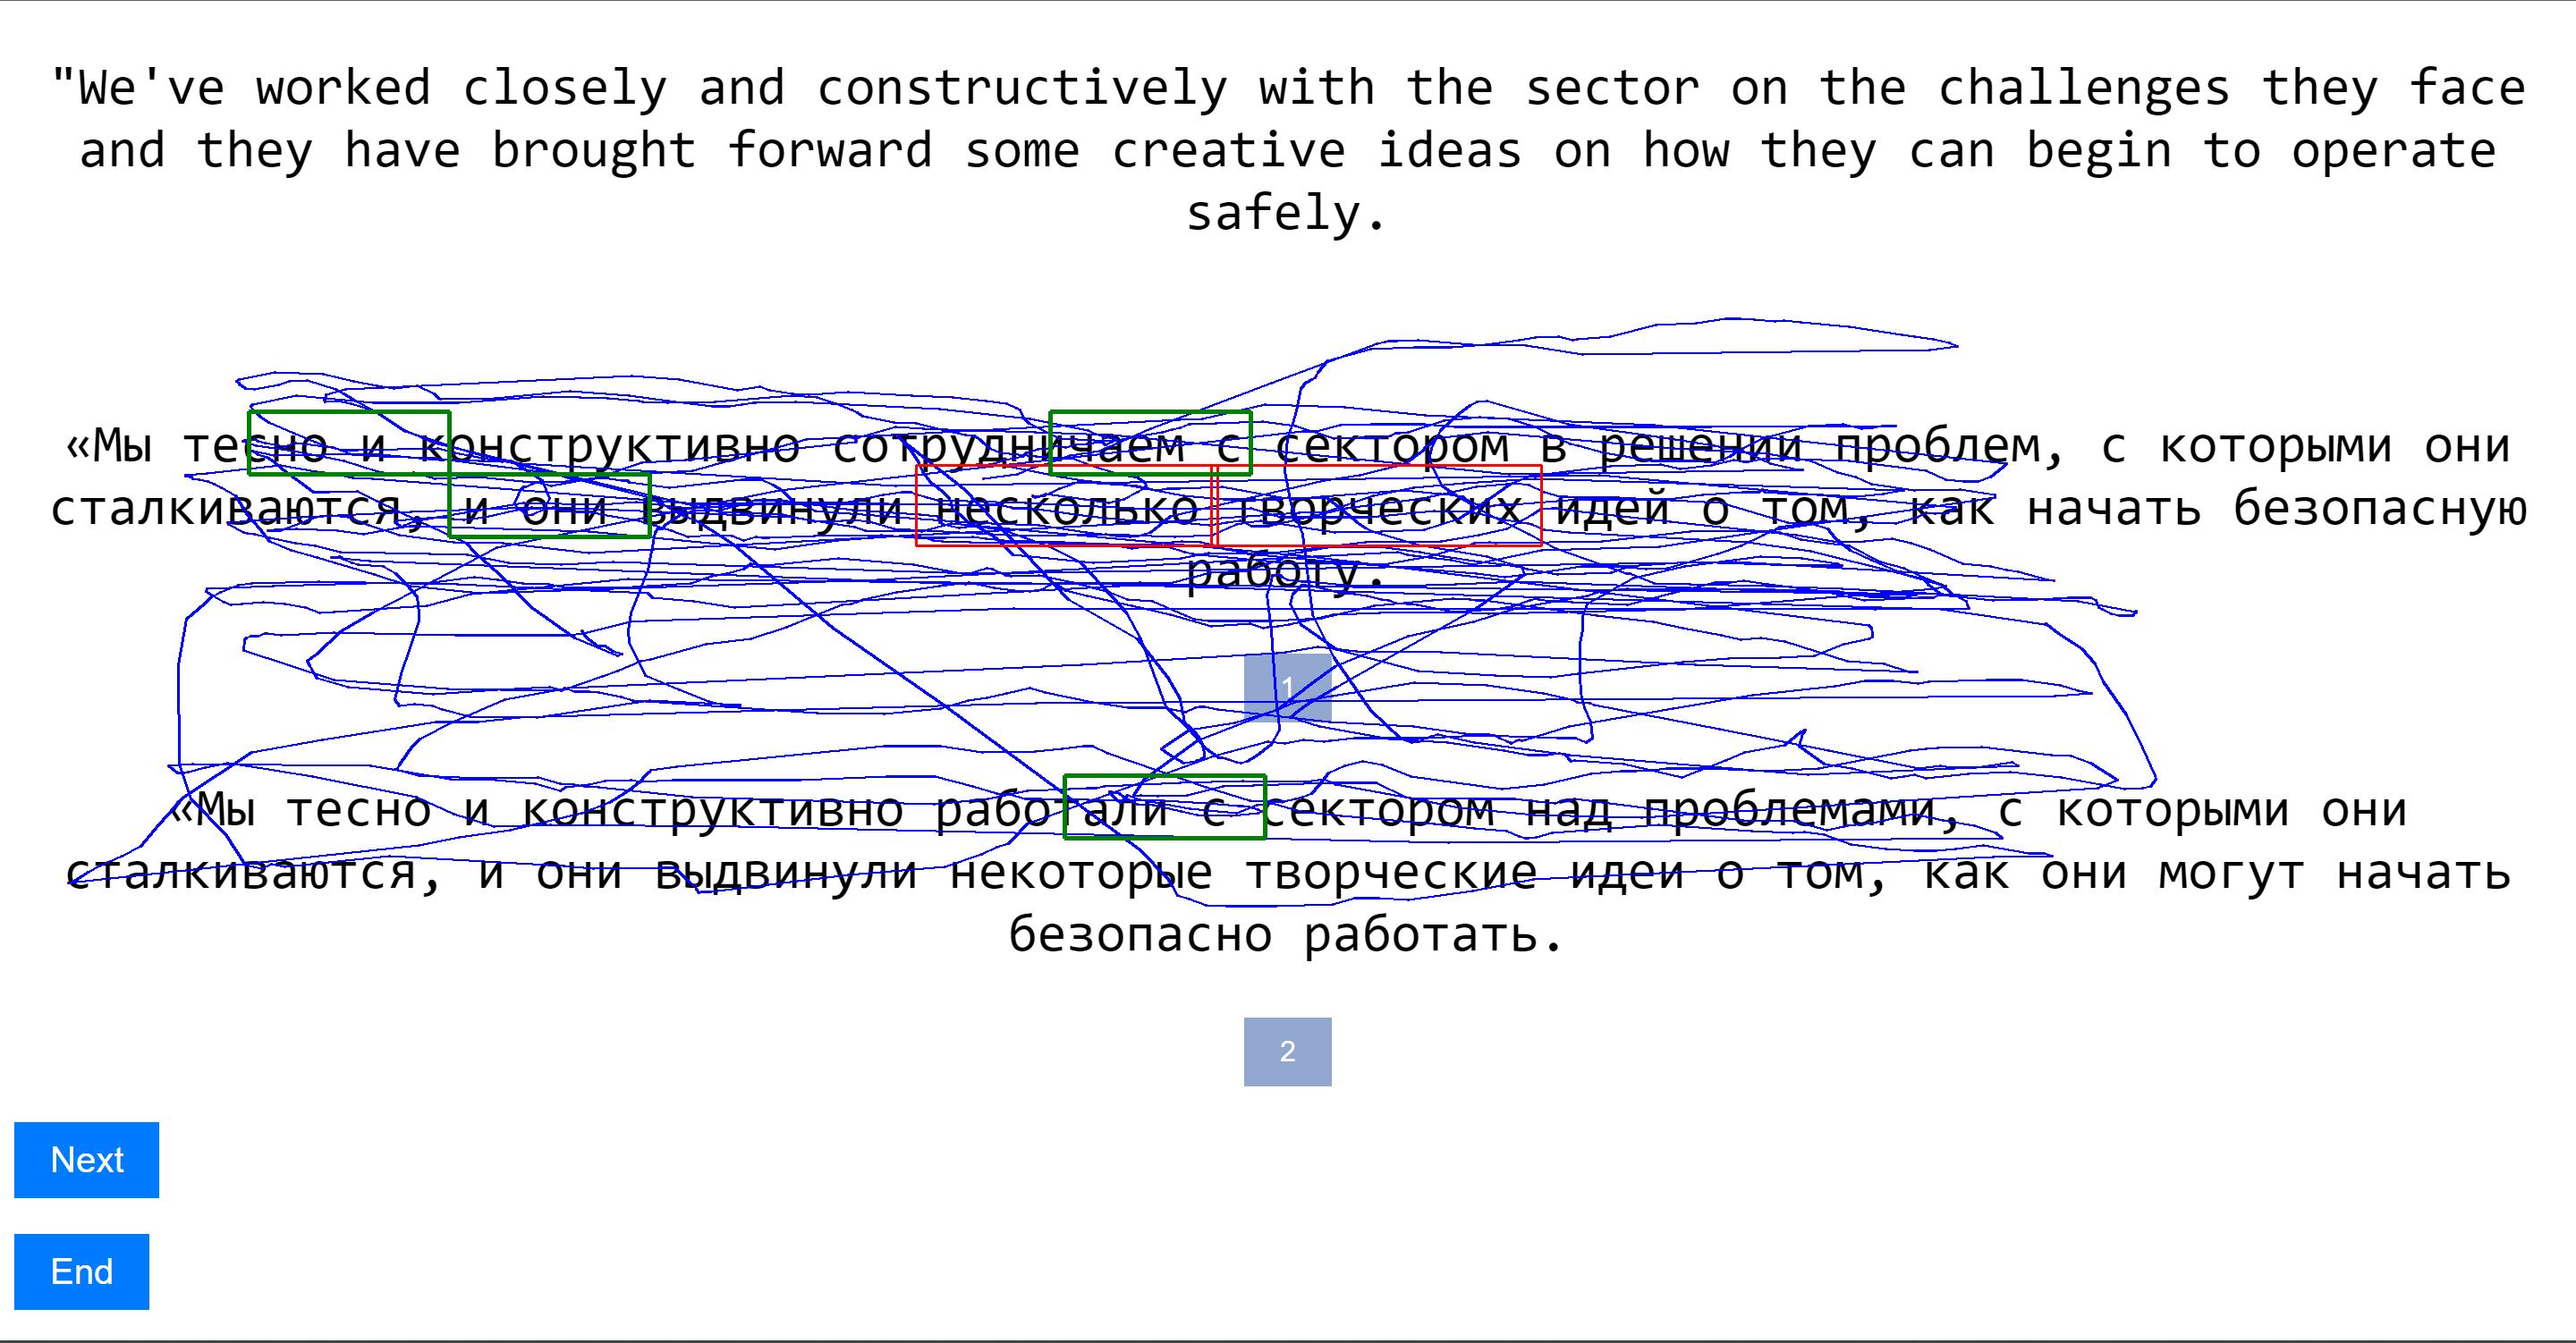 "We've worked closely and constructively with the sector on the challenges they face
and they have brought forward some creative ideas on how they can begin to operate
safely.
«Мы тесно и конструктивно сотрудничаем с сектором в решении проблем, с которыми они
сталкиваются, и они выдвинули несколько творческих идей о том, как начать безопасную
работу.
1
«Мы тесно и конструктивно работали с сектором над проблемами, с которыми они
сталкиваются, и они выдвинули некоторые творческие идеи о том, как они могут начать
безопасно работать.
2
Next
End